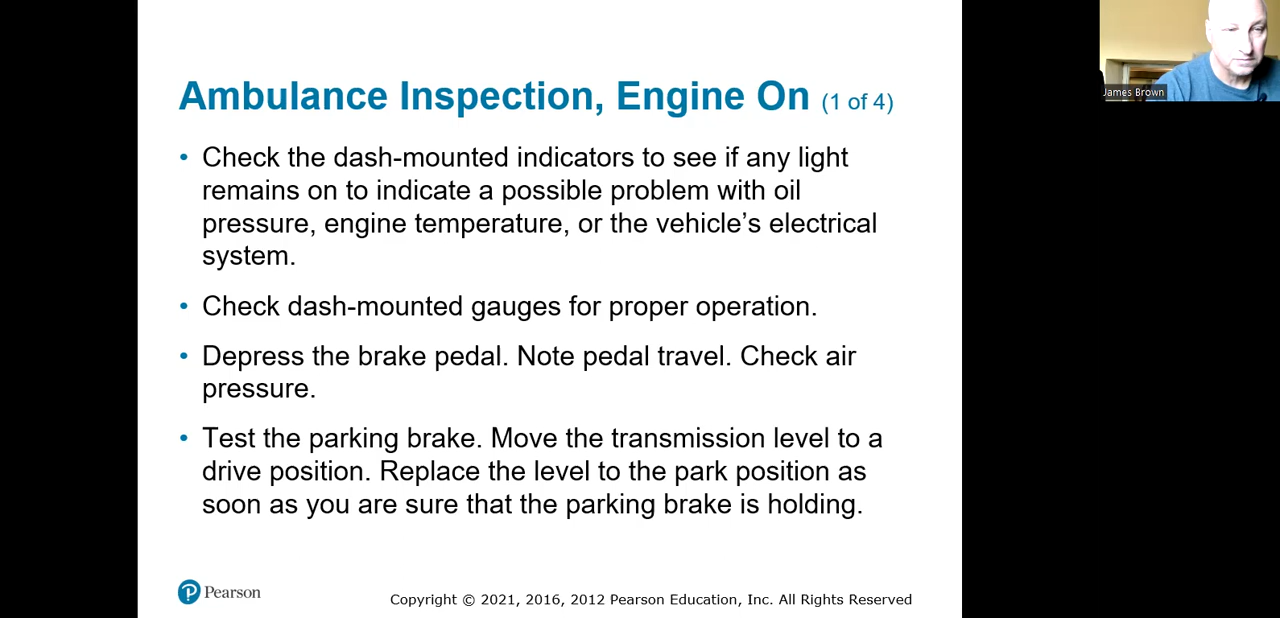 Ambulance Inspection, Engine On (1 of 4)
• Check the dash-mounted indicators to see if any light
remains on to indicate a possible problem with oil
pressure, engine temperature, or the vehicle’s electrical
system.
• Check dash-mounted gauges for proper operation.
• Depress the brake pedal. Note pedal travel. Check air
pressure.
• Test the parking brake. Move the transmission level to a
drive position. Replace the level to the park position as
soon as you are sure that the parking brake is holding.
Pearson
Copyright © 2021, 2016, 2012 Pearson Education, Inc. All Rights Reserved
James Brown